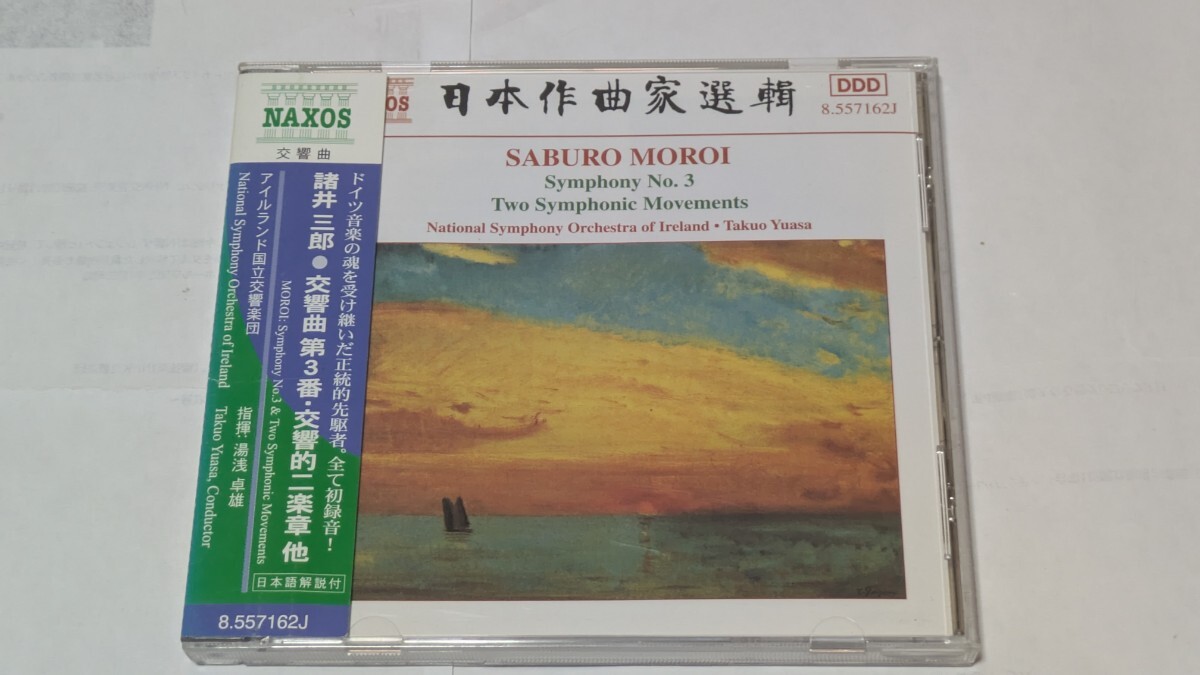 NAXOS
交響曲
ドイツ音楽の魂を受け継いだ正統的先駆者。全て初録音!
諸井 三郎●交響曲 第3番・交響的二楽章 他
MOROI: Symphony No.3 & Two Symphonic Movements
アイルランド国立交響楽団 指揮:湯浅 卓雄
National Symphony Orchestra of Ireland Takuo Yuasa, Conductor
日本語解説付
8.557162J
OS
日本作曲家選輯
DDD
8.557162J
SABURO MOROI
Symphony No. 3
Two Symphonic Movements
National Symphony Orchestra of Ireland • Takuo Yuasa